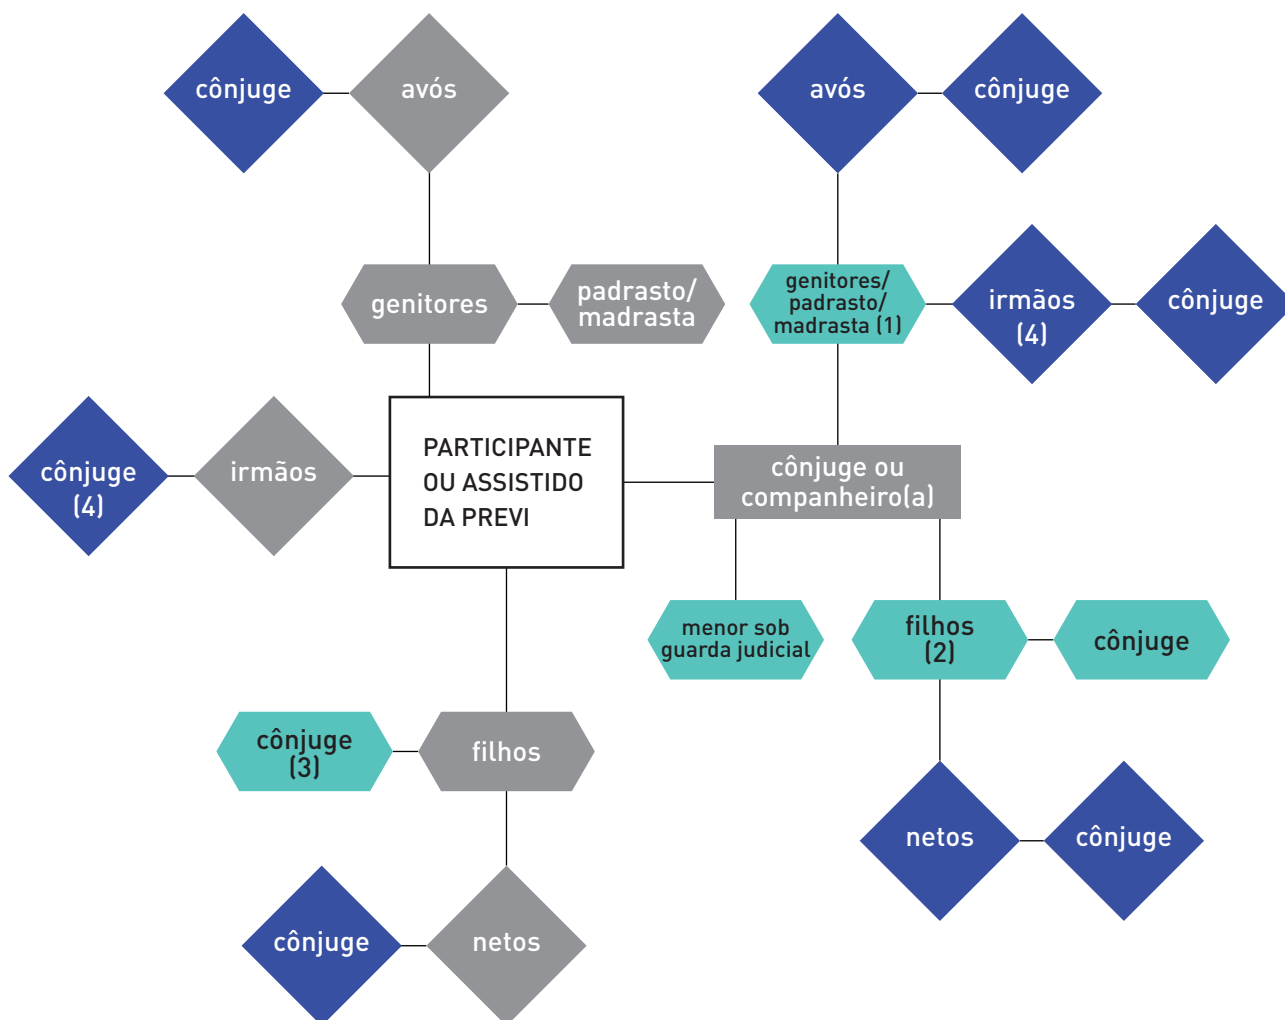 cônjuge
avós
avós
cônjuge
genitores
padrasto/
madrasta
genitores/
padrasto/
madrasta (1)
irmãos
(4)
cônjuge
cônjuge
(4)
irmãos
PARTICIPANTE
OU ASSISTIDO
DA PREVI
cônjuge ou
companheiro(a)
menor sob
guarda judicial
filhos
(2)
cônjuge
cônjuge
(3)
filhos
netos
cônjuge
cônjuge
netos